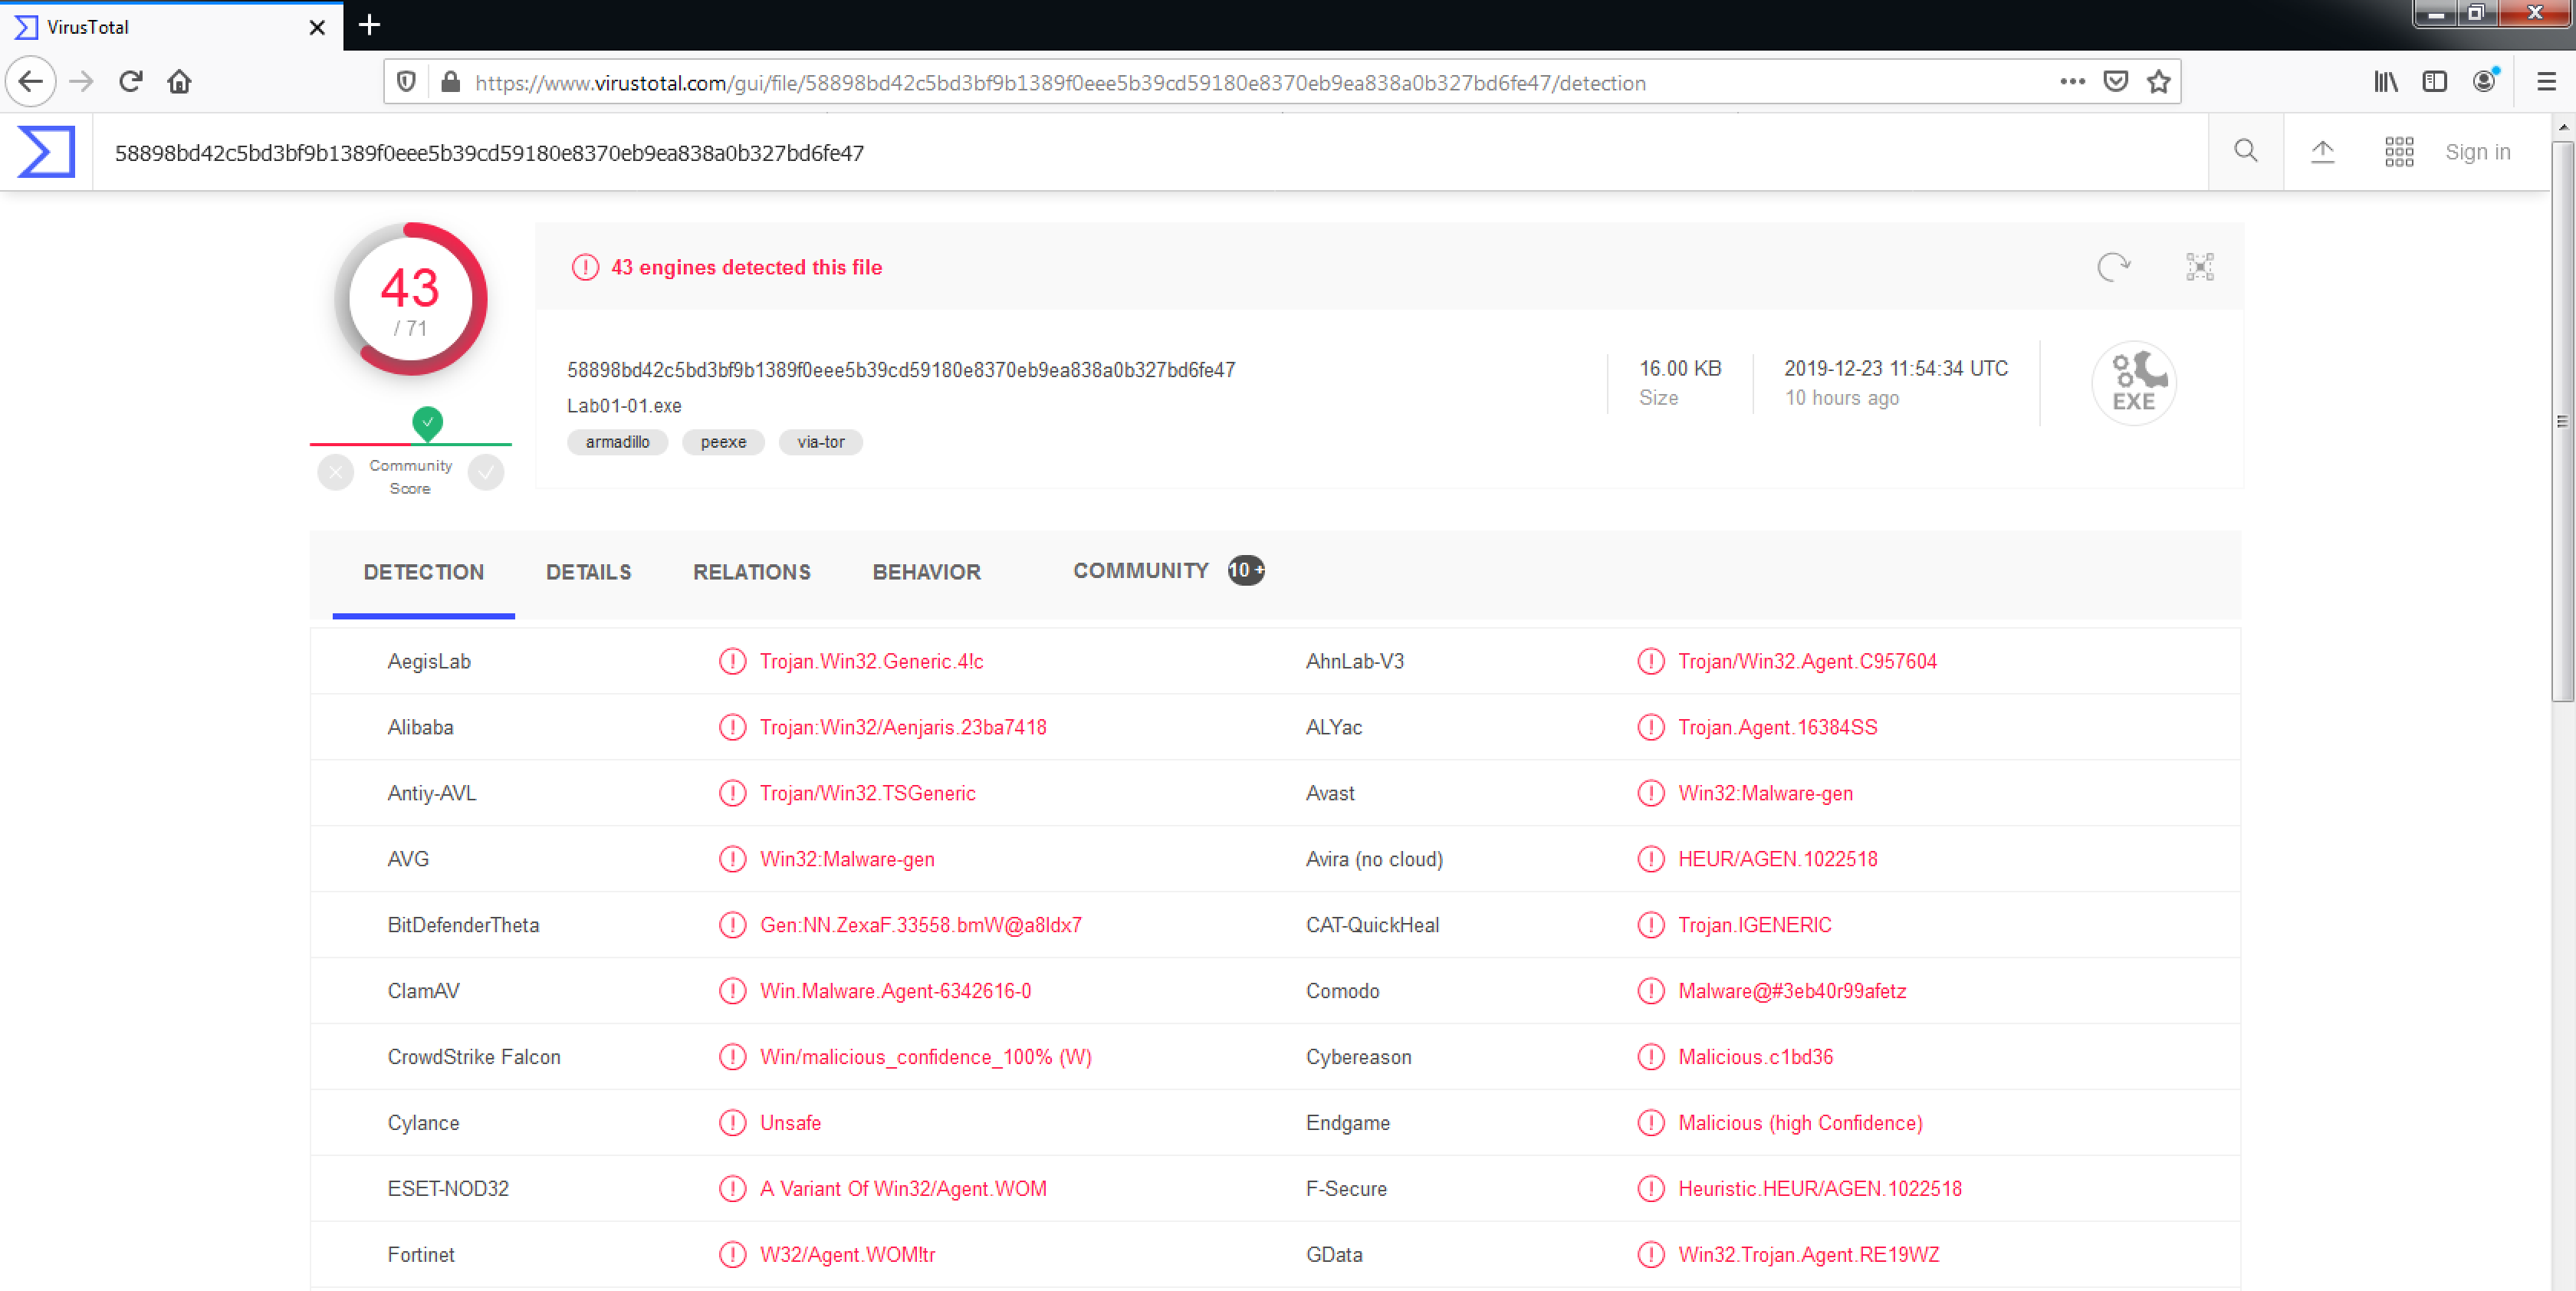 VirusTotal
https://www.virustotal.com/gui/file/58898bd42c5bd3bf9b1389f0eee5b39cd59180e8370eb9ea838a0b327bd6fe47/detection
58898bd42c5bd3bf9b1389f0eee5b39cd59180e8370eb9ea838a0b327bd6fe47
Sign in
43
/ 71
Community
Score
43 engines detected this file
58898bd42c5bd3bf9b1389f0eee5b39cd59180e8370eb9ea838a0b327bd6fe47
Lab01-01.exe
armadillo peexe via-tor
16.00 KB
Size
2019-12-23 11:54:34 UTC
10 hours ago
EXE
DETECTION DETAILS RELATIONS BEHAVIOR COMMUNITY 10 +
AegisLab Trojan.Win32.Generic.4!c AhnLab-V3 Trojan/Win32.Agent.C957604
Alibaba Trojan:Win32/Aenjaris.23ba7418 ALYac Trojan.Agent.16384SS
Antiy-AVL Trojan/Win32.TSGeneric Avast Win32:Malware-gen
AVG Win32:Malware-gen Avira (no cloud) HEUR/AGEN.1022518
BitDefenderTheta Gen:NN.ZexaF.33558.bmW@a8ldx7 CAT-QuickHeal Trojan.IGENERIC
ClamAV Win.Malware.Agent-6342616-0 Comodo Malware@#3eb40r99afetz
CrowdStrike Falcon Win/malicious_confidence_100% (W) Cybereason Malicious.c1bd36
Cylance Unsafe Endgame Malicious (high Confidence)
ESET-NOD32 A Variant Of Win32/Agent.WOM F-Secure Heuristic.HEUR/AGEN.1022518
Fortinet W32/Agent.WOM!tr GData Win32.Trojan.Agent.RE19WZ